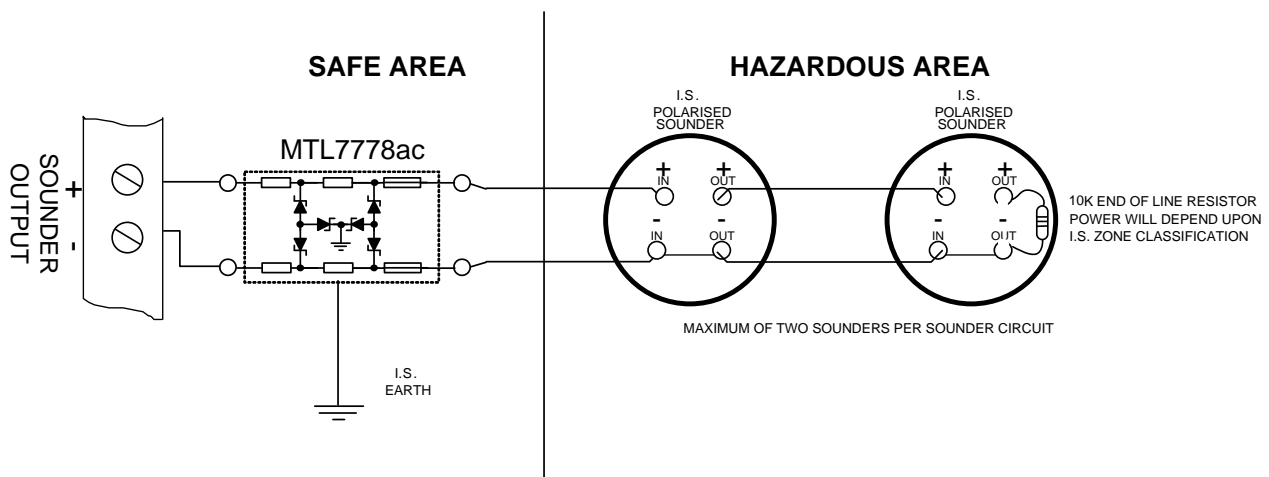 SAFE AREA
HAZARDOUS AREA
SOUNDER
OUTPUT
+
-
MTL7778ac
I.S.
EARTH
I.S.
POLARISED
SOUNDER
+ +
IN OUT
- -
IN OUT
I.S.
POLARISED
SOUNDER
+ +
IN OUT
- -
IN OUT
10K END OF LINE RESISTOR
POWER WILL DEPEND UPON
I.S. ZONE CLASSIFICATION
MAXIMUM OF TWO SOUNDERS PER SOUNDER CIRCUIT